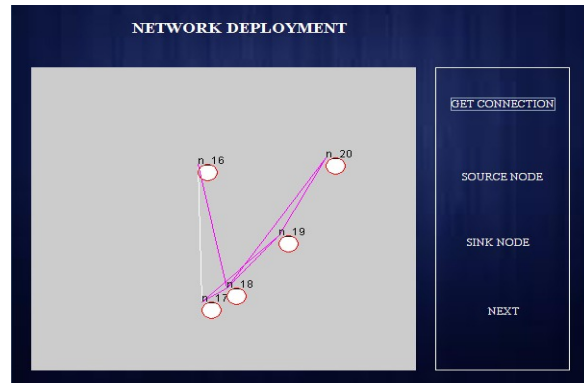 NETWORK DEPLOYMENT
n_16
n_20
n_19
n_18
n_17
GET CONNECTION
SOURCE NODE
SINK NODE
NEXT